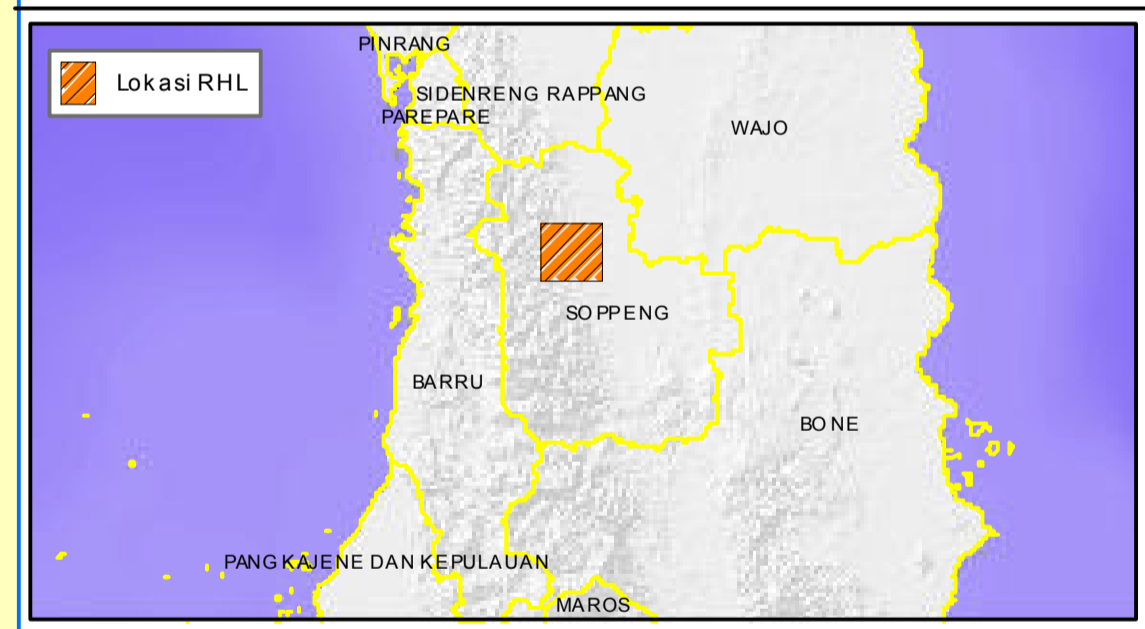 PINRANG
Lokasi RHL
SIDENRENG RAPPANG
PAREPARE
WAJO
SOPPENG
BARRU
BONE
PANGKAJENE DAN KEPULAUAN
MAROS